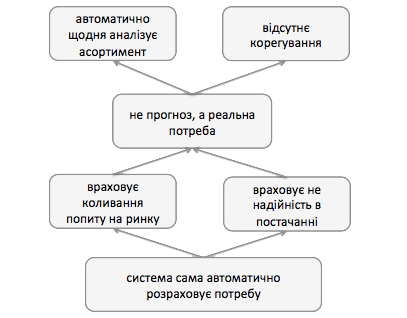 автоматично
щодня аналізує
асортимент
відсутнє
корегування
не прогноз, а реальна
потреба
враховує
коливання
попиту на ринку
враховує не
надійність в
постачанні
система сама автоматично
розраховує потребу